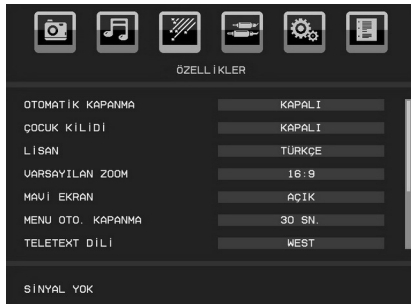 ÖZELLİKLER
OTOMATİK KAPANMA KAPALI
ÇOCUK KİLİDİ KAPALI
LİSAN TÜRKÇE
VARSAYILAN ZOOM 16:9
MAVİ EKRAN AÇIK
MENU OTO. KAPANMA 30 SN.
TELETEXT DİLİ WEST
SİNYAL YOK